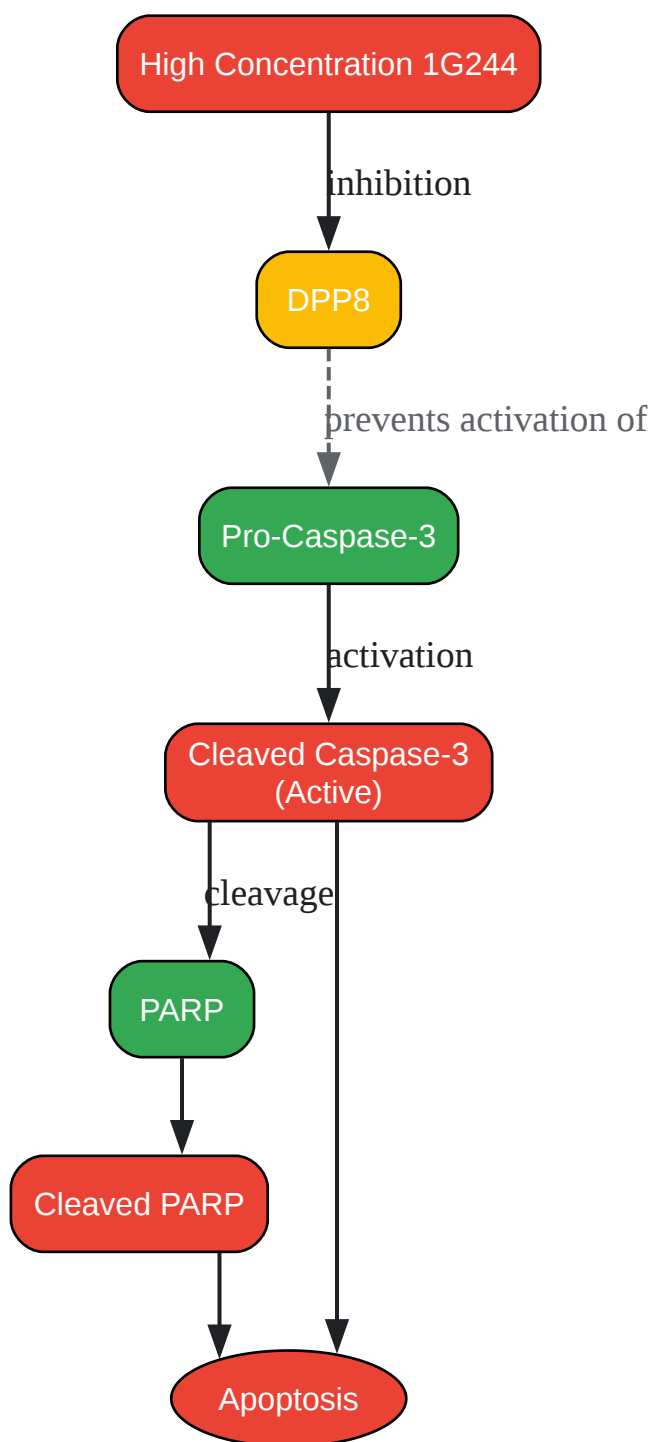 High Concentration 1G244
inhibition
DPP8
prevents activation of
Pro-Caspase-3
activation
Cleaved Caspase-3
(Active)
cleavage
PARP
Cleaved PARP
Apoptosis